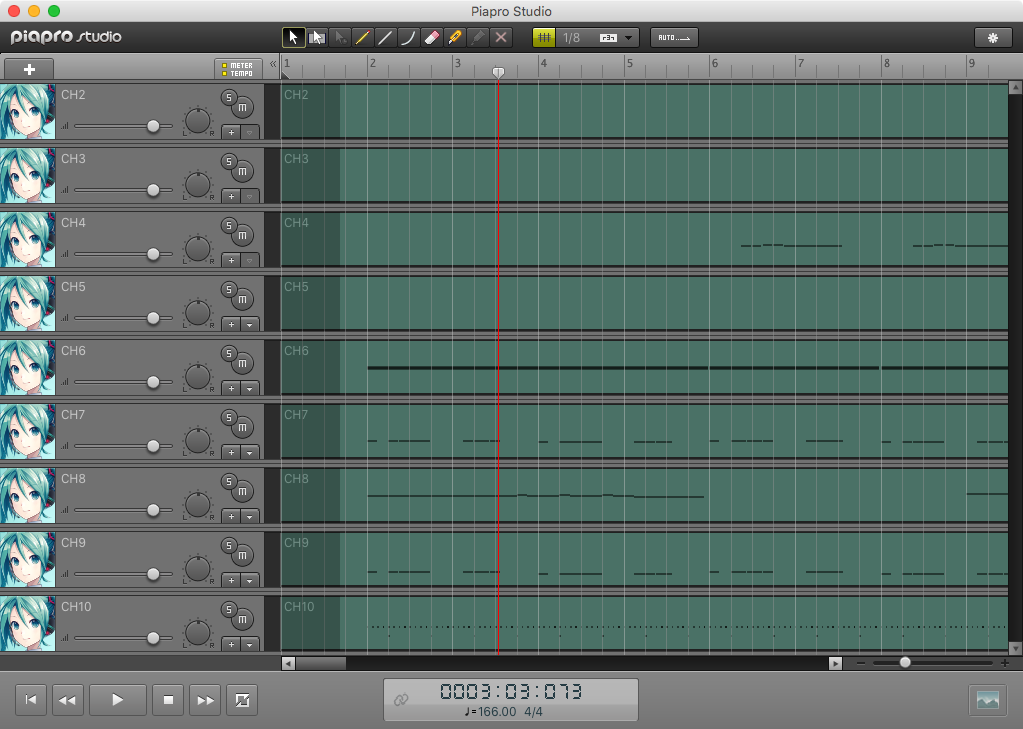 Piapro Studio
piapro studio
1/8
AUTO
METER
TEMPO
1 2 3 4 5 6 7 8 9
CH2 S m L R CH2
CH3 S m L R CH3
CH4 S m L R CH4
CH5 S m L R CH5
CH6 S m L R CH6
CH7 S m L R CH7
CH8 S m L R CH8
CH9 S m L R CH9
CH10 S m L R CH10
0003:03:073
♩=166.00 4/4